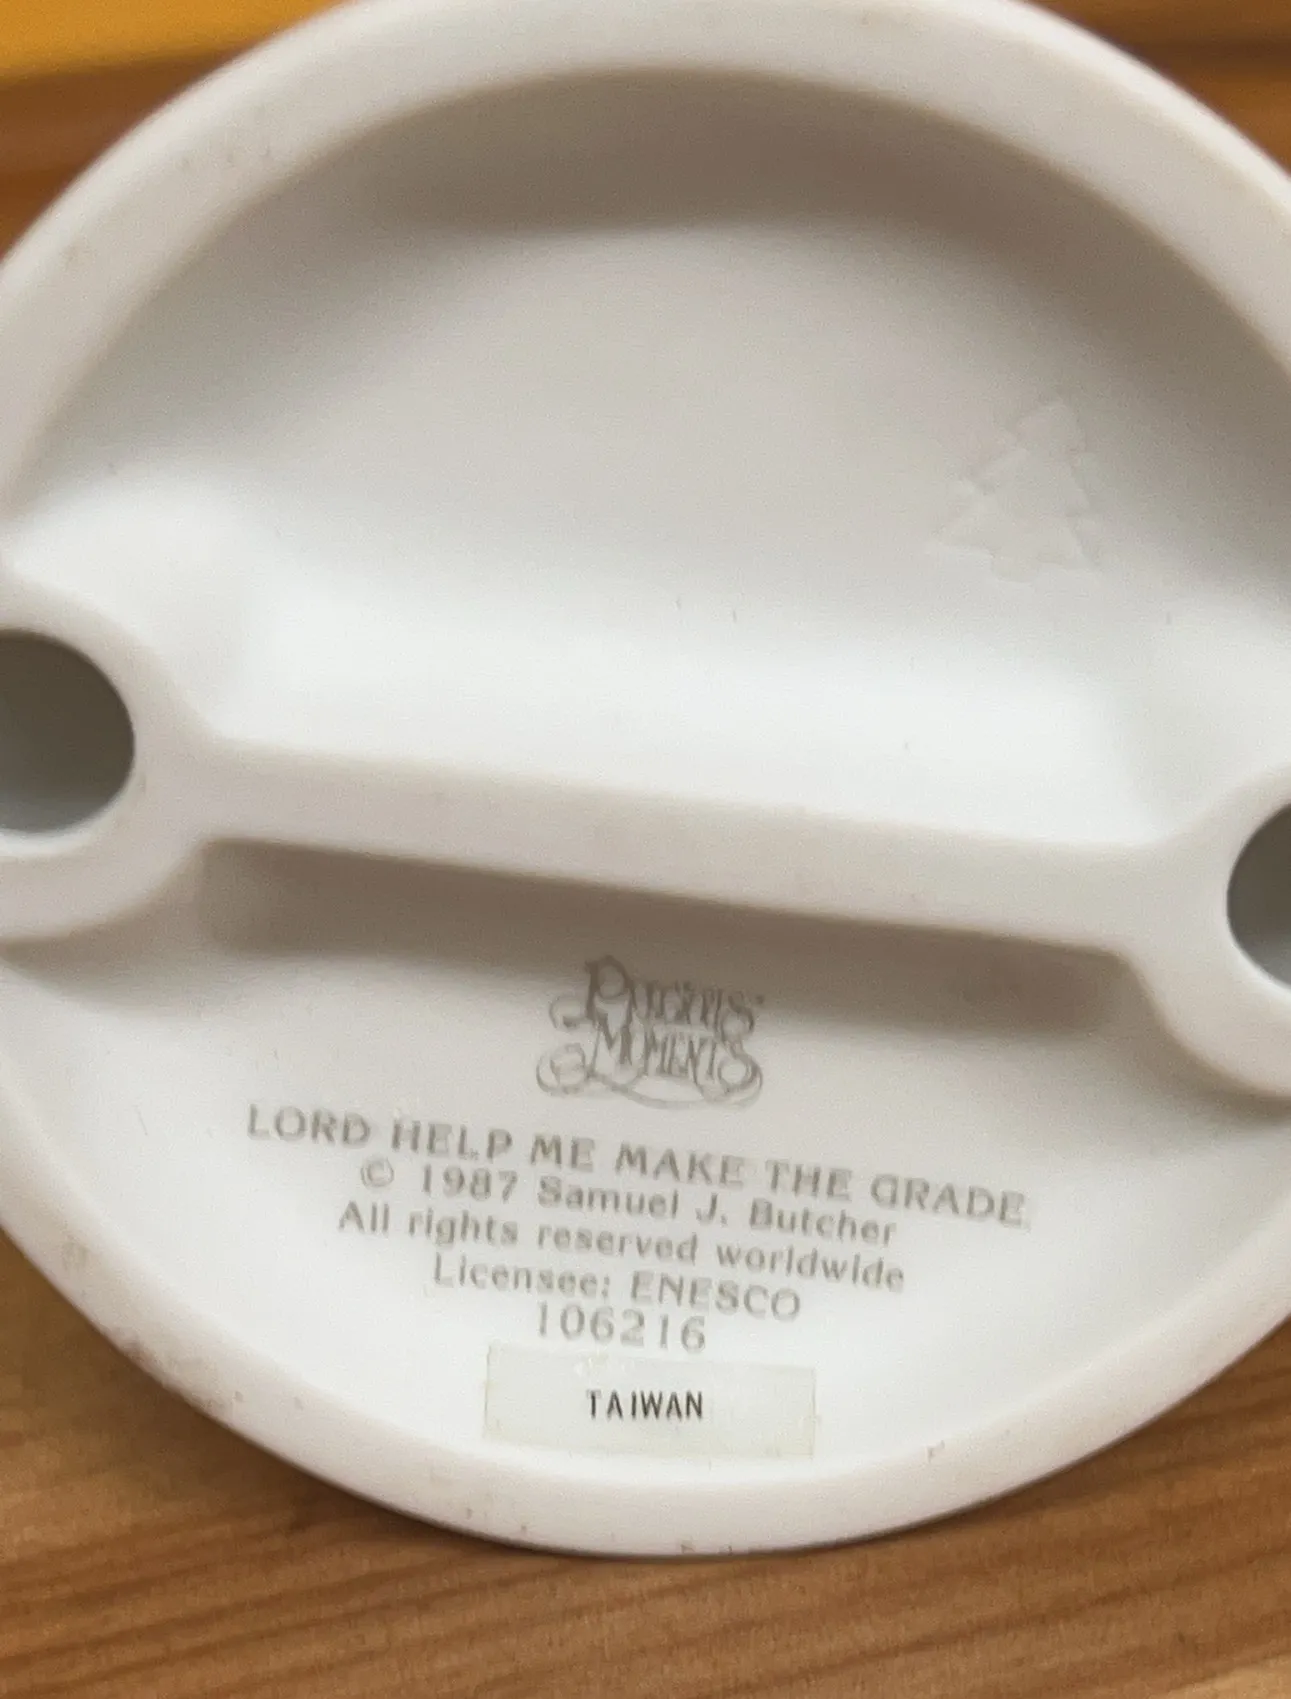 PRECIOUS
MOMENTS
LORD HELP ME MAKE THE GRADE
© 1987 Samuel J. Butcher
All rights reserved worldwide
Licensee: ENESCO
106216
TAIWAN